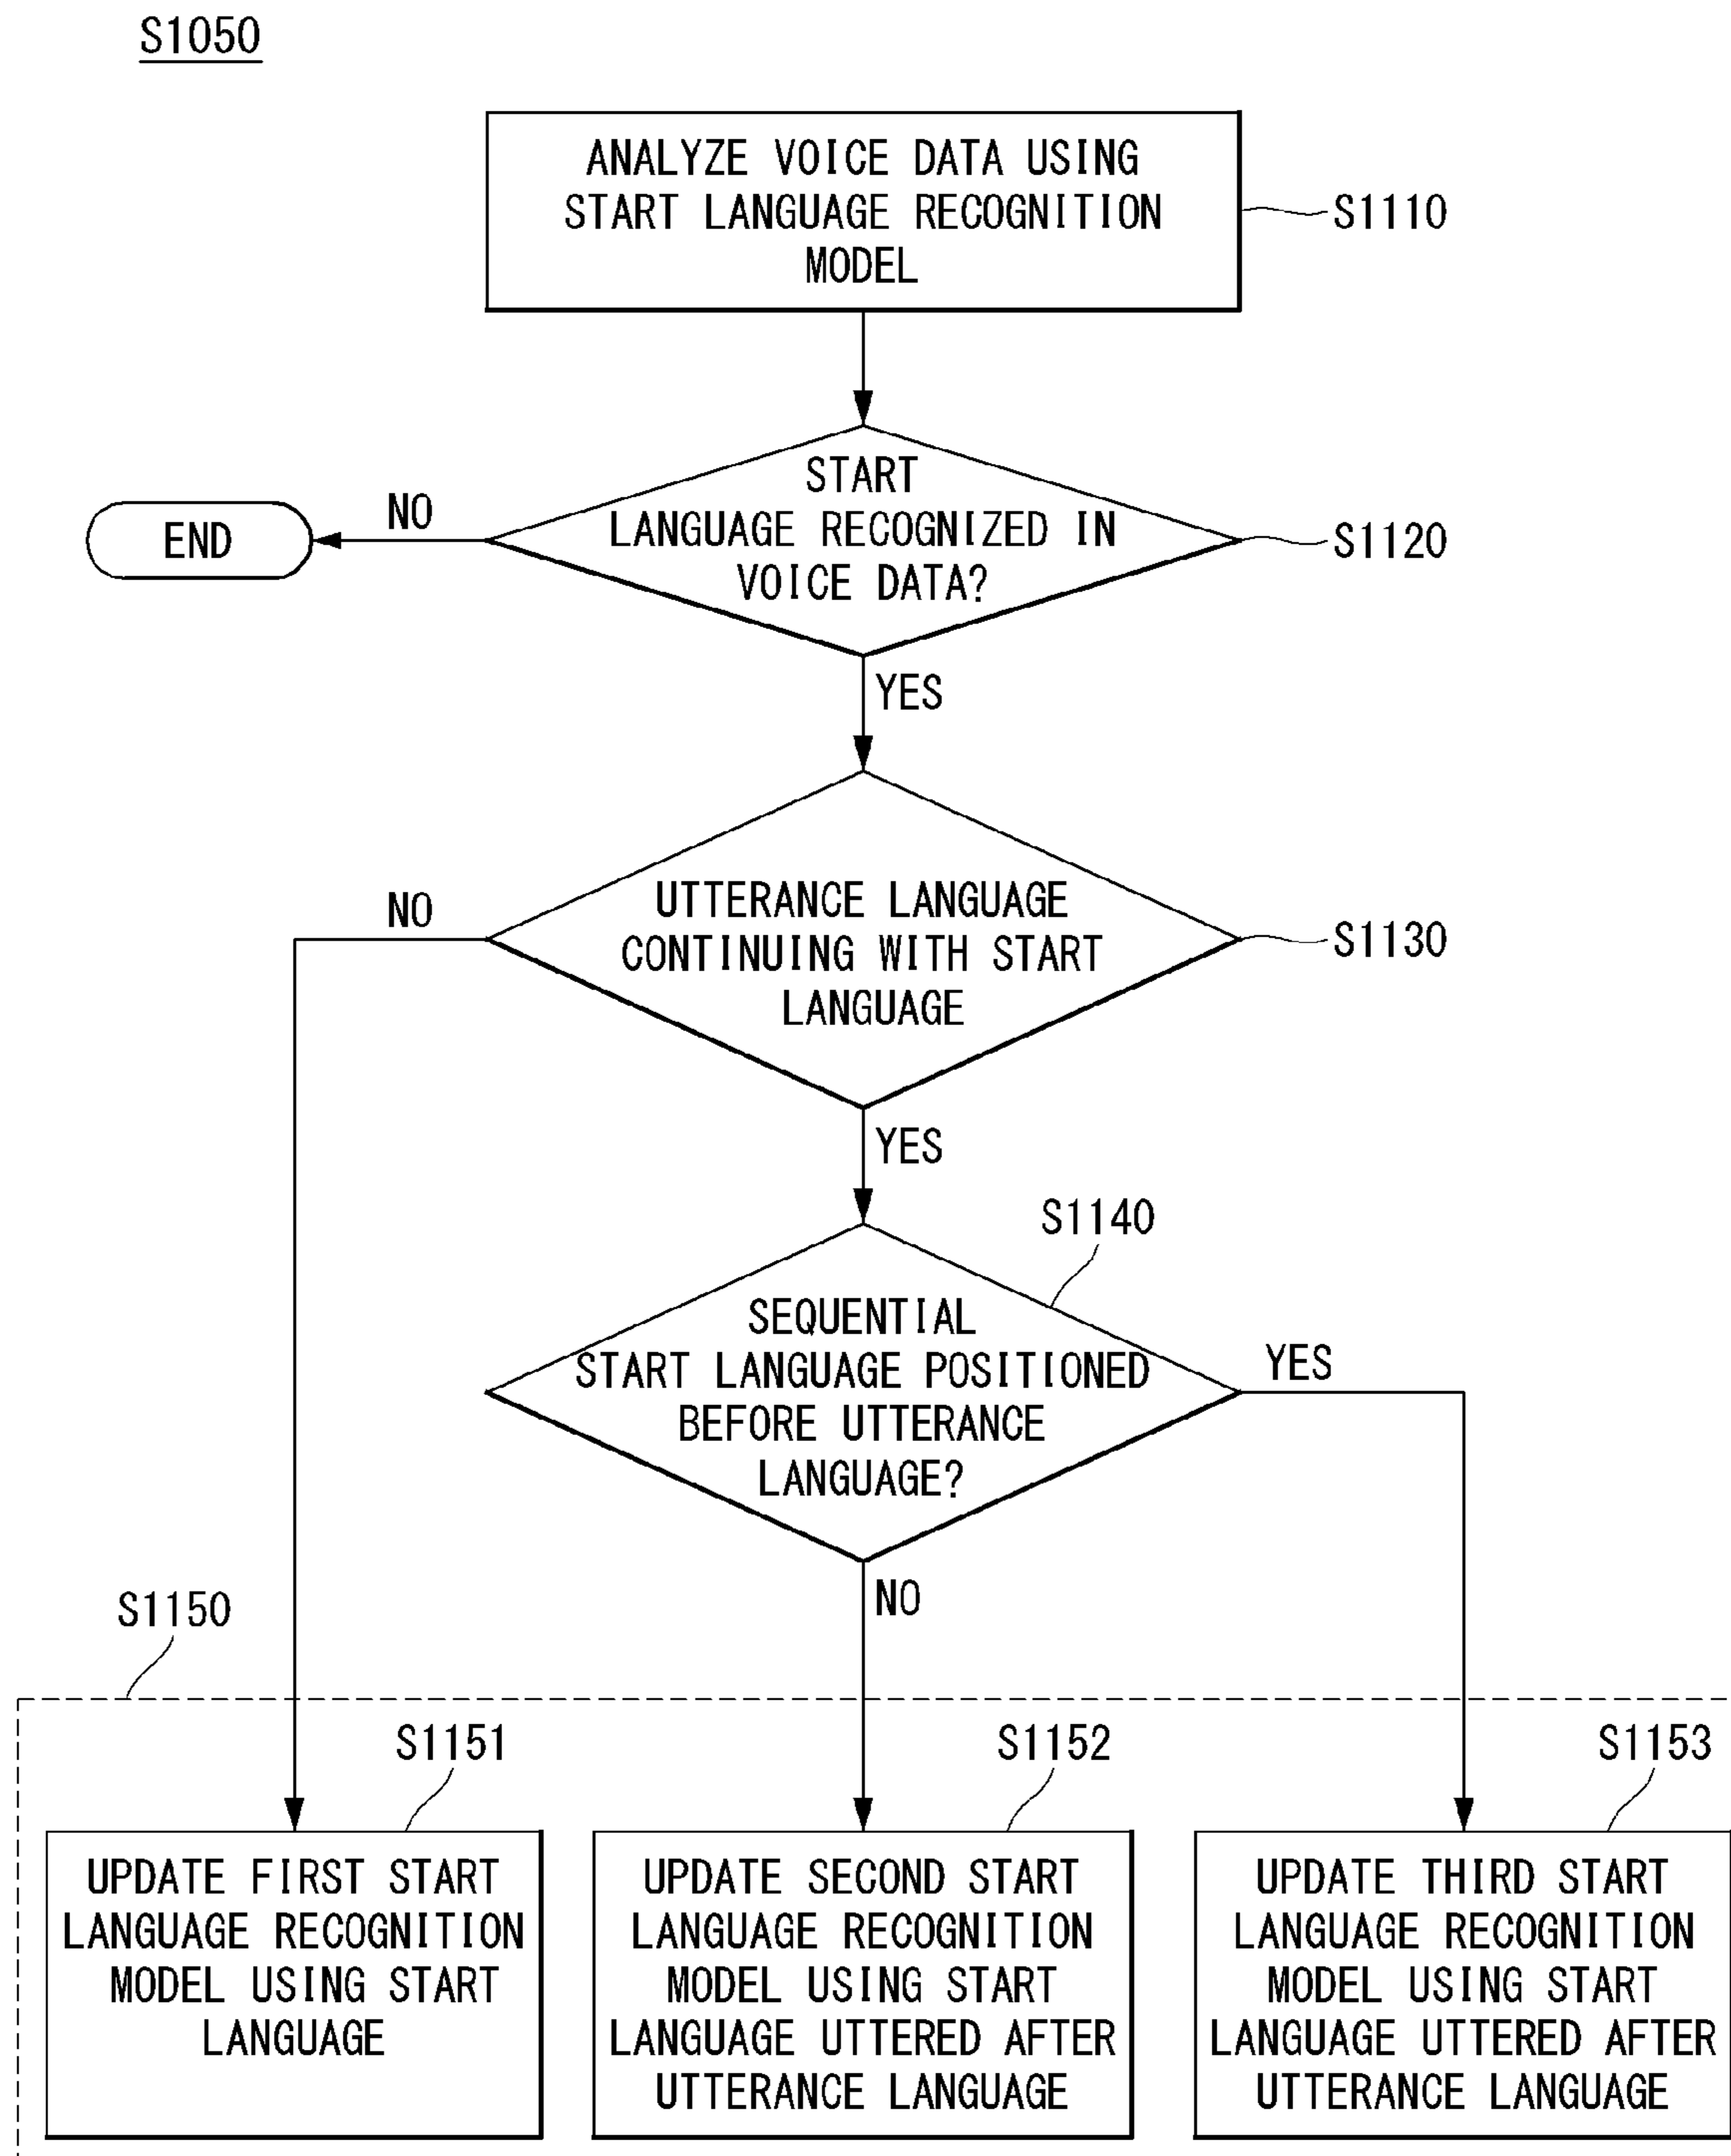 S1050
ANALYZE VOICE DATA USING
START LANGUAGE RECOGNITION
MODEL
S1110
START
LANGUAGE RECOGNIZED IN
VOICE DATA?
S1120
NO
END
YES
UTTERANCE LANGUAGE
CONTINUING WITH START
LANGUAGE
S1130
NO
YES
S1140
SEQUENTIAL
START LANGUAGE POSITIONED
BEFORE UTTERANCE
LANGUAGE?
YES
NO
S1150
S1151
S1152
S1153
UPDATE FIRST START
LANGUAGE RECOGNITION
MODEL USING START
LANGUAGE
UPDATE SECOND START
LANGUAGE RECOGNITION
MODEL USING START
LANGUAGE UTTERED AFTER
UTTERANCE LANGUAGE
UPDATE THIRD START
LANGUAGE RECOGNITION
MODEL USING START
LANGUAGE UTTERED AFTER
UTTERANCE LANGUAGE